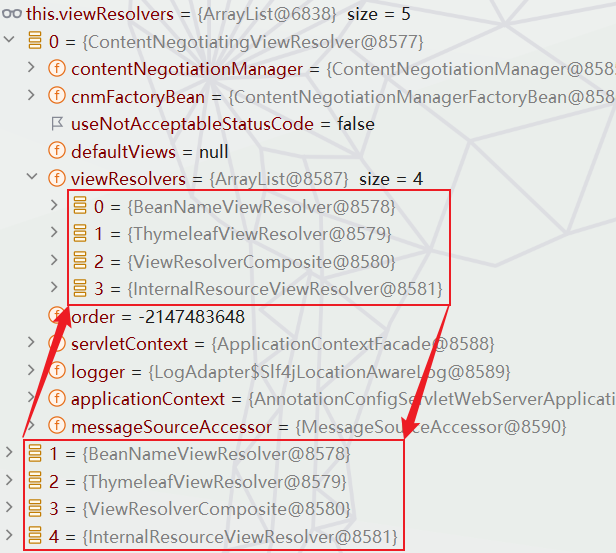 this.viewResolvers = {ArrayList@6838} size = 5
0 = {ContentNegotiatingViewResolver@8577}
contentNegotiationManager = {ContentNegotiationManager@858
cnmFactoryBean = {ContentNegotiationManagerFactoryBean@858
useNotAcceptableStatusCode = false
defaultViews = null
viewResolvers = {ArrayList@8587} size = 4
0 = {BeanNameViewResolver@8578}
1 = {ThymeleafViewResolver@8579}
2 = {ViewResolverComposite@8580}
3 = {InternalResourceViewResolver@8581}
order = -2147483648
servletContext = {ApplicationContextFacade@8588}
logger = {LogAdapter$Slf4jLocationAwareLog@8589}
applicationContext = {AnnotationConfigServletWebServerApplicati
messageSourceAccessor = {MessageSourceAccessor@8590}
1 = {BeanNameViewResolver@8578}
2 = {ThymeleafViewResolver@8579}
3 = {ViewResolverComposite@8580}
4 = {InternalResourceViewResolver@8581}